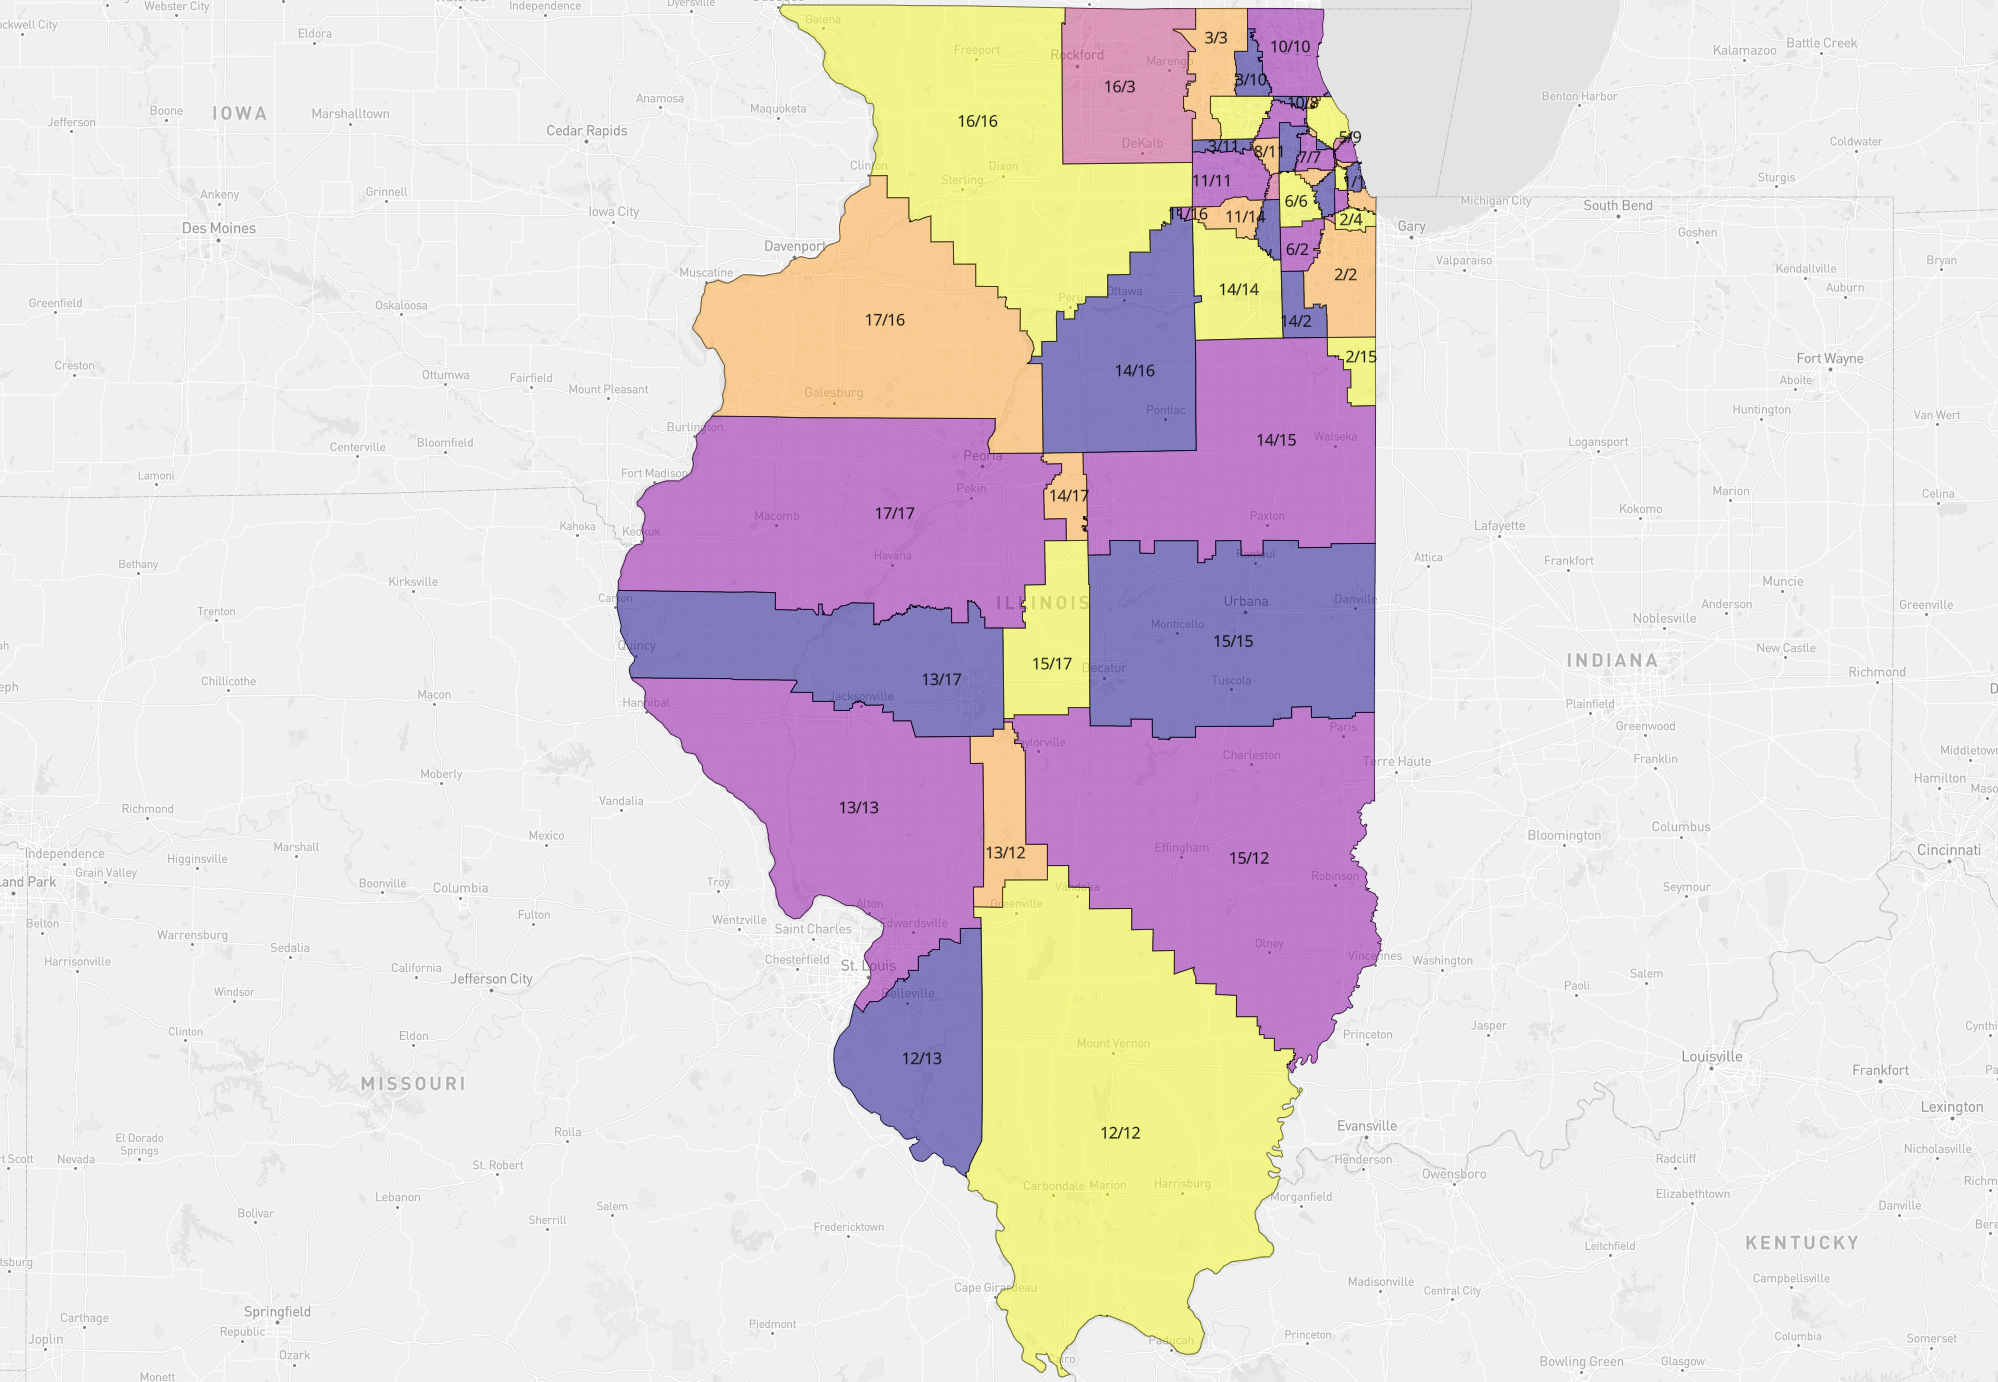 Webster City
Independence
Dyersville
Rockwell City
Eldora
Galena
Freeport
Rockford
Marengo
3/3
10/10
Kalamazoo
Battle Creek
16/3
3/10
IOWA
Boone
Ames
Marshalltown
Anamosa
Maquoketa
Cedar Rapids
16/16
10/8
Benton Harbor
Jefferson
Clinton
Dixon
DeKalb
3/11
8/11
7/7
5/9
Coldwater
Ankeny
Grinnell
Sterling
11/11
1/1
Sturgis
Iowa City
Des Moines
11/16
11/14
6/6
2/4
Michigan City
South Bend
Gary
Goshen
Davenport
6/2
Valparaiso
Bryan
Muscatine
2/2
Kendallville
Auburn
Greenfield
Oskaloosa
Peru
Ottawa
14/14
17/16
14/2
Creston
2/15
Fort Wayne
Ottumwa
Fairfield
Mount Pleasant
14/16
Aboite
Galesburg
Pontiac
Huntington
Van Wert
Burlington
14/15
Watseka
Logansport
Centerville
Bloomfield
Lamoni
Fort Madison
Peoria
Pekin
14/17
Marion
Celina
17/17
Macomb
Paxton
Kokomo
Kahoka
Keokuk
Lafayette
Bethany
Havana
Rantoul
Attica
Frankfort
Kirksville
Muncie
Canton
ILLINOIS
Urbana
Danville
Anderson
Greenville
Trenton
Monticello
Noblesville
Quincy
15/15
New Castle
15/17
INDIANA
Decatur
Richmond
Chillicothe
13/17
Tuscola
Macon
Jacksonville
Hannibal
Plainfield
Greenwood
Paris
Taylorville
Charleston
Middletown
Terre Haute
Franklin
Moberly
Hamilton
Vandalia
13/13
Richmond
Columbus
Mexico
Bloomington
Marshall
Effingham
13/12
15/12
Independence
Higginsville
Cincinnati
Grain Valley
Boonville
Columbia
Troy
Robinson
Seymour
Vandalia
Fulton
Alton
Greenville
Belton
Wentzville
Edwardsville
Warrensburg
Saint Charles
Olney
Sedalia
Chesterfield
St. Louis
Vincennes
Washington
Harrisonville
California
Jefferson City
Salem
Windsor
Belleville
Paoli
Clinton
Eldon
Princeton
Jasper
Mount Vernon
12/13
Louisville
MISSOURI
Frankfort
Lexington
12/12
Evansville
El Dorado
Springs
Rolla
Nicholasville
Nevada
St. Robert
Henderson
Radcliff
Owensboro
Carbondale
Marion
Harrisburg
Lebanon
Morganfield
Elizabethtown
Danville
Bolivar
Sherrill
Salem
Fredericktown
KENTUCKY
Leitchfield
Cape Girardeau
Madisonville
Central City
Campbellsville
Springfield
Carthage
Republic
Piedmont
Paducah
Princeton
Joplin
Columbia
Somerset
Ozark
Cairo
Bowling Green
Glasgow
Monett